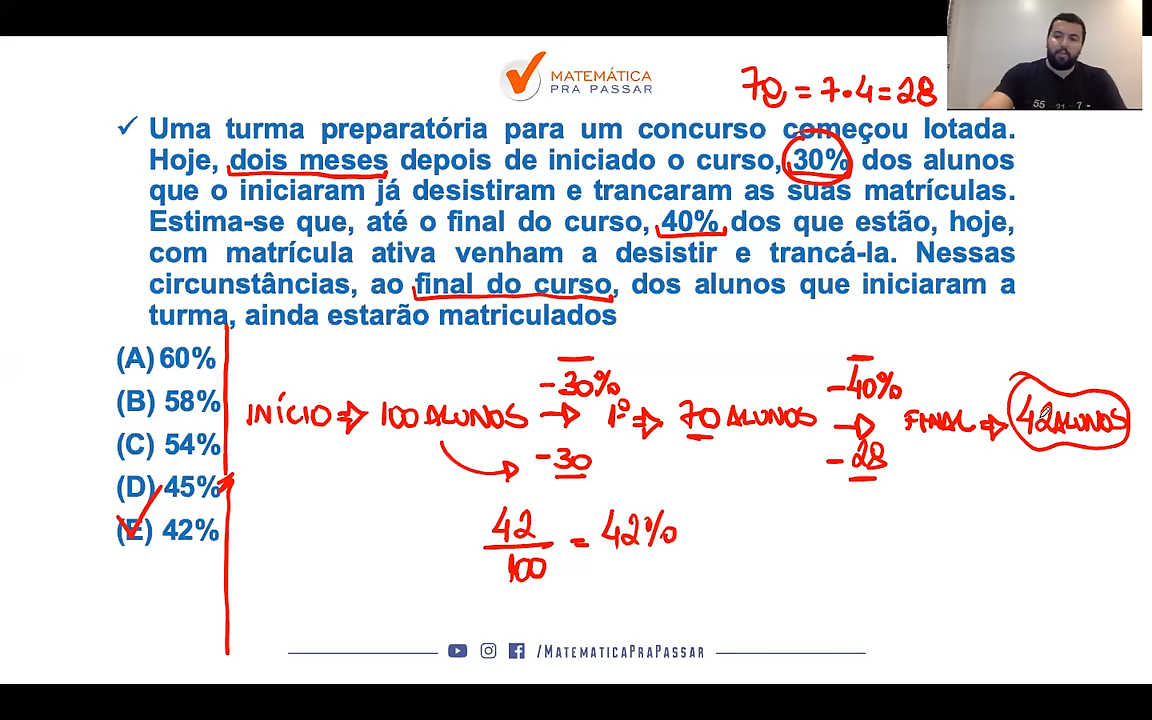 MATEMÁTICA
PRA PASSAR
70 = 7·4 = 28
55 21 7
✓ Uma turma preparatória para um concurso começou lotada.
Hoje, dois meses depois de iniciado o curso, 30% dos alunos
que o iniciaram já desistiram e trancaram as suas matrículas.
Estima-se que, até o final do curso, 40% dos que estão, hoje,
com matrícula ativa venham a desistir e trancá-la. Nessas
circunstâncias, ao final do curso, dos alunos que iniciaram a
turma, ainda estarão matriculados
(A) 60%
(B) 58%
(C) 54%
(D) 45%
(E) 42%
-30% -40%
INÍCIO ⇒ 100 ALUNOS → 1º ⇒ 70 ALUNOS → FINAL ⇒ 42 ALUNOS
-30 -28
42/100 = 42%
/MATEMATICAPRAPASSAR